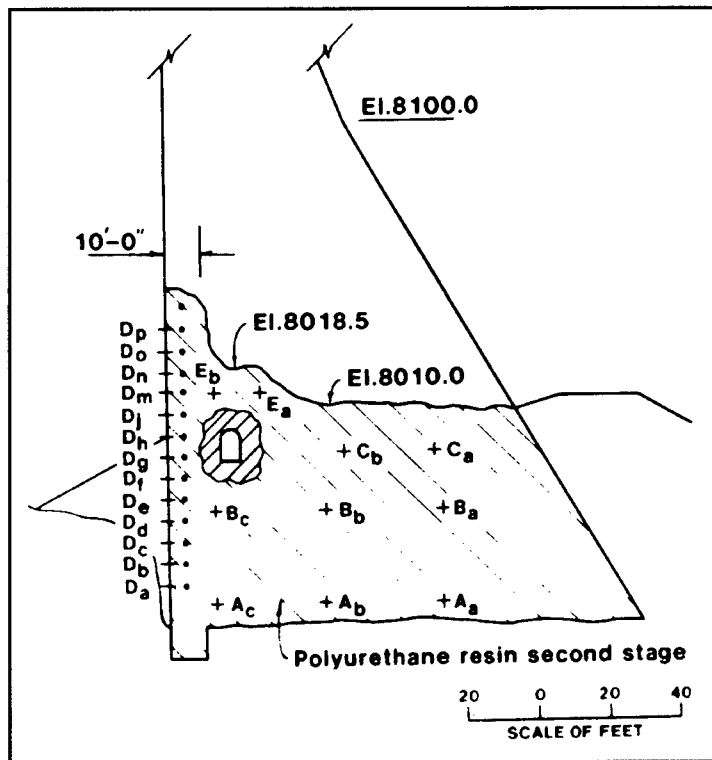 El.8100.0
10'-0"
El.8018.5
El.8010.0
Dp
Do
Dn
Dm
Dj
Dh
Dg
Df
De
Dd
Dc
Db
Da
Eb
Ea
Cb
Ca
Bc
Bb
Ba
Ac
Ab
Aa
Polyurethane resin second stage
20 0 20 40
SCALE OF FEET